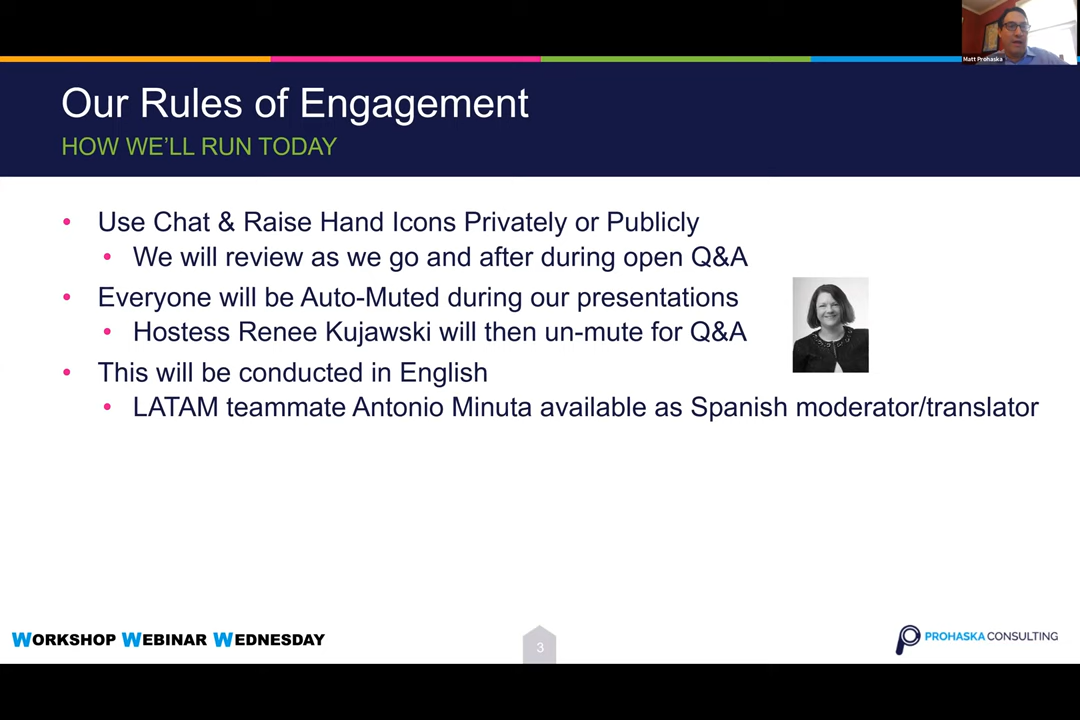 Matt Prohaska
Our Rules of Engagement
HOW WE'LL RUN TODAY
• Use Chat & Raise Hand Icons Privately or Publicly
• We will review as we go and after during open Q&A
• Everyone will be Auto-Muted during our presentations
• Hostess Renee Kujawski will then un-mute for Q&A
• This will be conducted in English
• LATAM teammate Antonio Minuta available as Spanish moderator/translator
WORKSHOP WEBINAR WEDNESDAY
3
PROHASKA CONSULTING